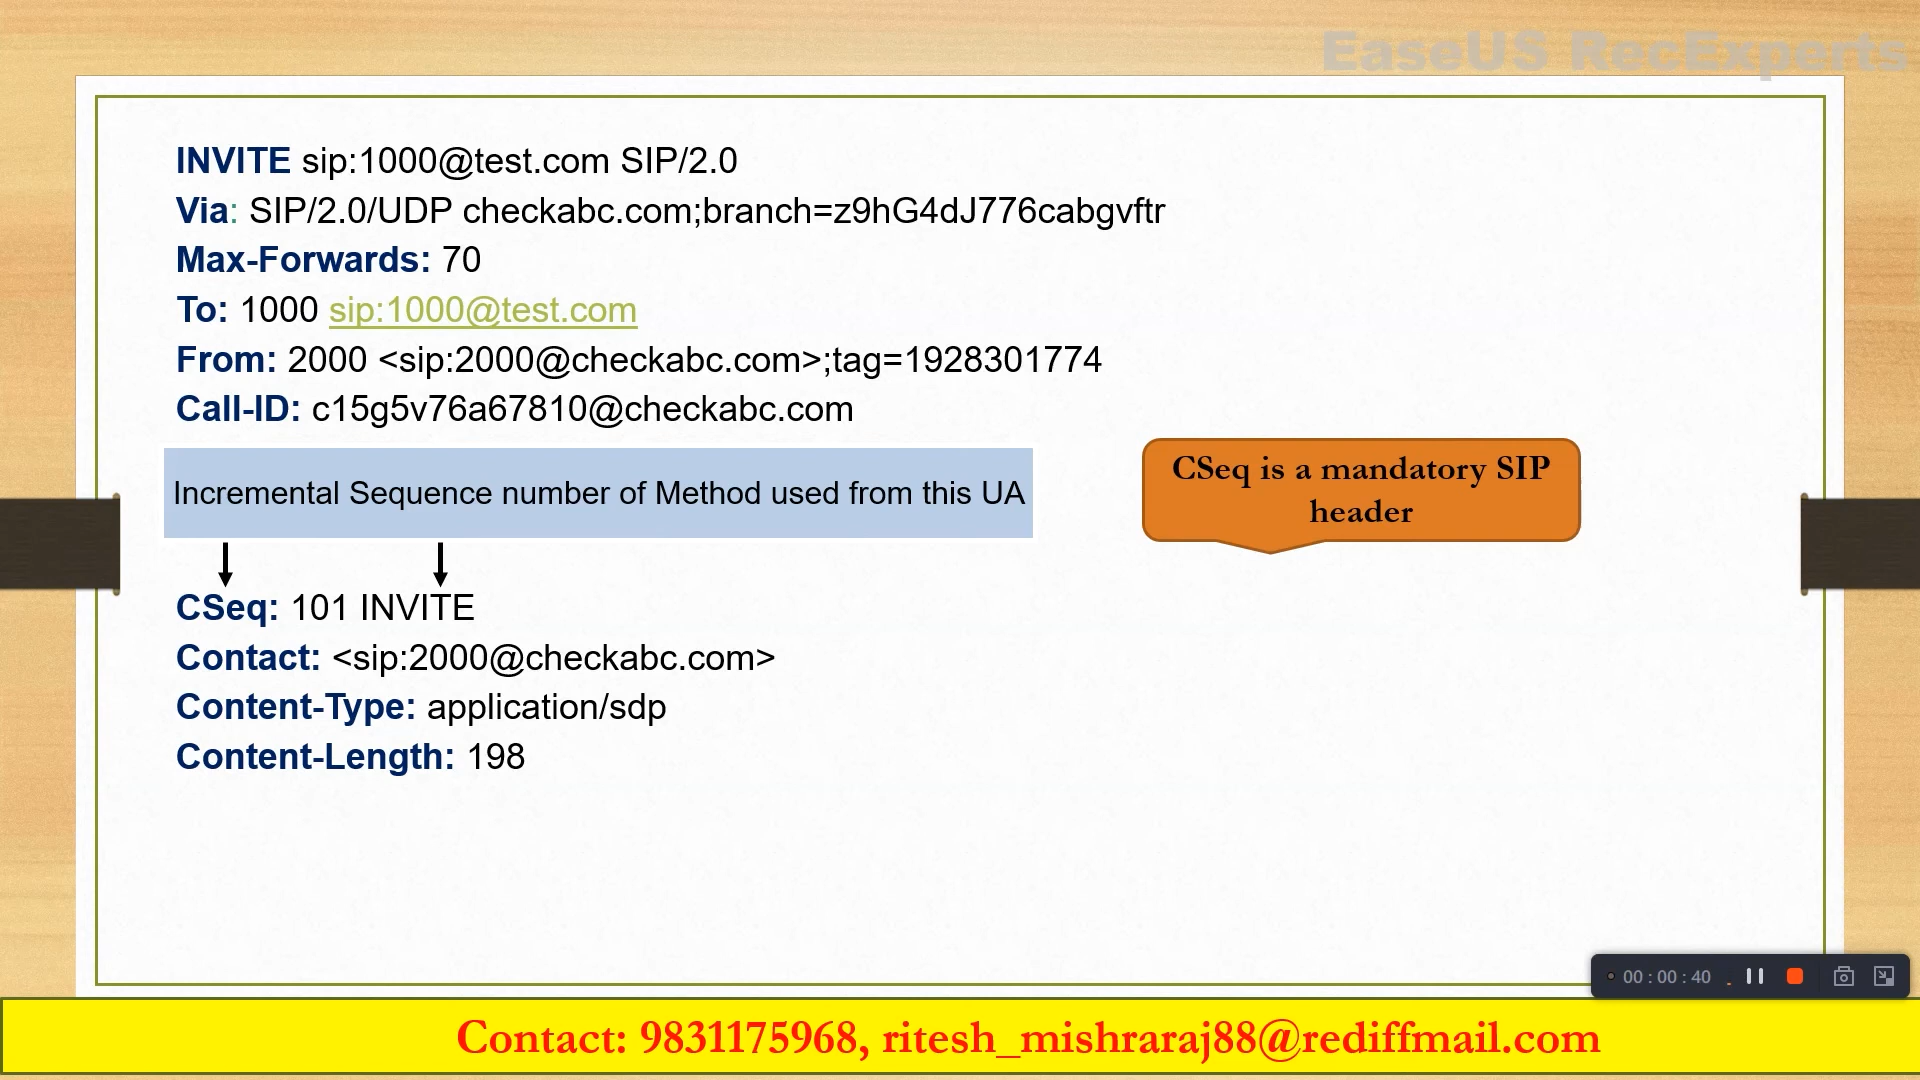 EaseUS RecExperts
INVITE sip:1000@test.com SIP/2.0
Via: SIP/2.0/UDP checkabc.com;branch=z9hG4dJ776cabgvftr
Max-Forwards: 70
To: 1000 sip:1000@test.com
From: 2000 <sip:2000@checkabc.com>;tag=1928301774
Call-ID: c15g5v76a67810@checkabc.com
Incremental Sequence number of Method used from this UA
CSeq is a mandatory SIP
header
CSeq: 101 INVITE
Contact: <sip:2000@checkabc.com>
Content-Type: application/sdp
Content-Length: 198
00 : 00 : 40
Contact: 9831175968, ritesh_mishraraj88@rediffmail.com